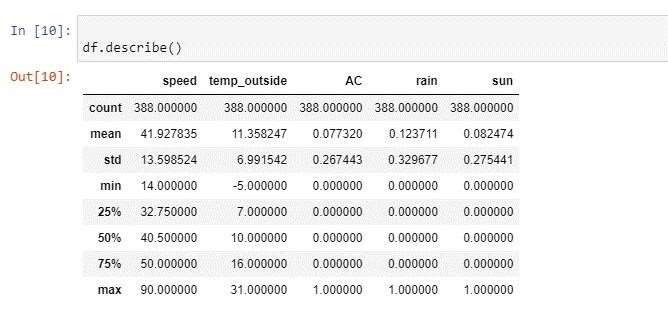 In [10]:
df.describe()
Out[10]:
speed temp_outside AC rain sun
count 388.000000 388.000000 388.000000 388.000000 388.000000
mean 41.927835 11.358247 0.077320 0.123711 0.082474
std 13.598524 6.991542 0.267443 0.329677 0.275441
min 14.000000 -5.000000 0.000000 0.000000 0.000000
25% 32.750000 7.000000 0.000000 0.000000 0.000000
50% 40.500000 10.000000 0.000000 0.000000 0.000000
75% 50.000000 16.000000 0.000000 0.000000 0.000000
max 90.000000 31.000000 1.000000 1.000000 1.000000